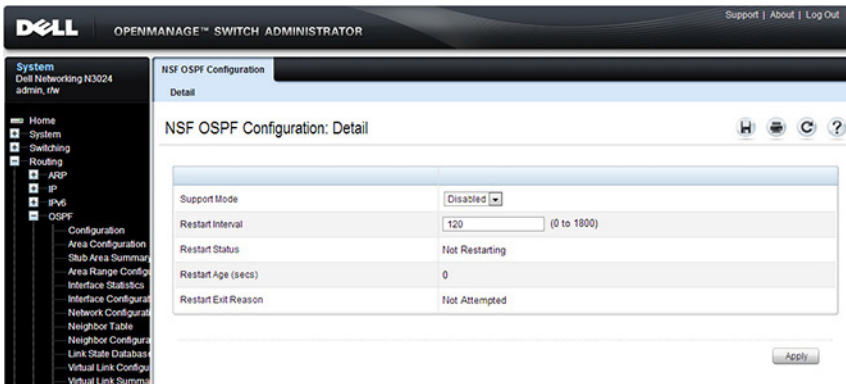 Support | About | Log Out
DELL
OPENMANAGE™ SWITCH ADMINISTRATOR
System
Dell Networking N3024
admin, r/w
Home
System
Switching
Routing
ARP
IP
IPv6
OSPF
Configuration
Area Configuration
Stub Area Summary
Area Range Configu
Interface Statistics
Interface Configurat
Network Configurati
Neighbor Table
Neighbor Configura
Link State Database
Virtual Link Configu
Virtual Link Summa
NSF OSPF Configuration
Detail
NSF OSPF Configuration: Detail
Support Mode Disabled
Restart Interval 120 (0 to 1800)
Restart Status Not Restarting
Restart Age (secs) 0
Restart Exit Reason Not Attempted
Apply